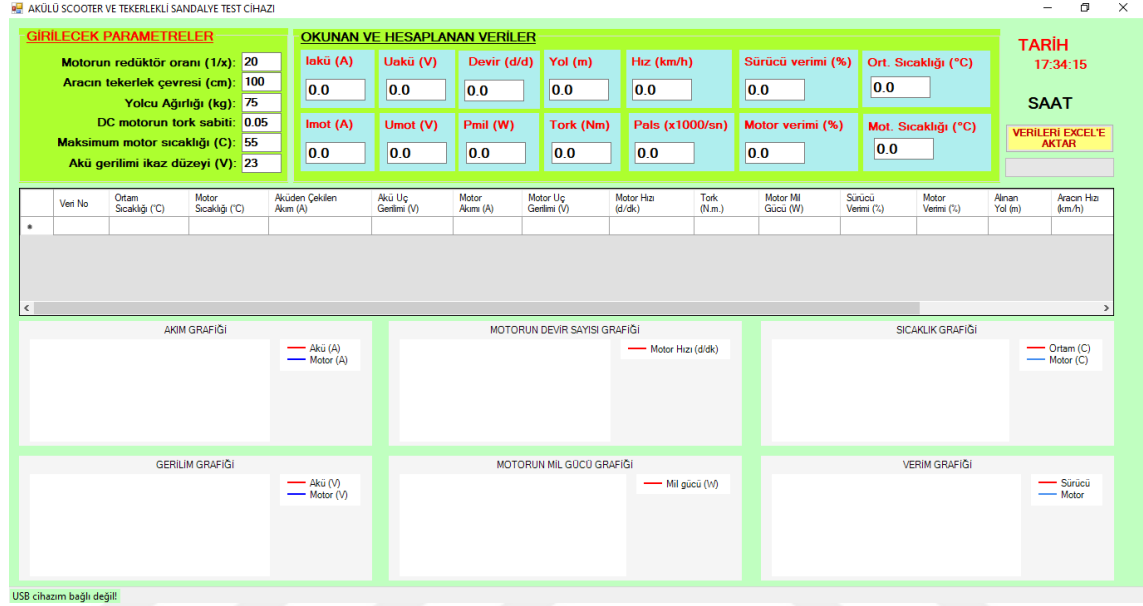 AKÜLÜ SCOOTER VE TEKERLEKLİ SANDALYE TEST CİHAZI
GİRİLECEK PARAMETRELER
Motorun redüktör oranı (1/x): 20
Aracın tekerlek çevresi (cm): 100
Yolcu Ağırlığı (kg): 75
DC motorun tork sabiti: 0.05
Maksimum motor sıcaklığı (C): 55
Akü gerilimi ikaz düzeyi (V): 23
OKUNAN VE HESAPLANAN VERİLER
Iakü (A) Uakü (V) Devir (d/d) Yol (m) Hız (km/h) Sürücü verimi (%) Ort. Sıcaklığı (°C)
0.0 0.0 0.0 0.0 0.0 0.0 0.0
Imot (A) Umot (V) Pmil (W) Tork (Nm) Pals (x1000/sn) Motor verimi (%) Mot. Sıcaklığı (°C)
0.0 0.0 0.0 0.0 0.0 0.0 0.0
TARİH
17:34:15
SAAT
VERİLERİ EXCEL'E
AKTAR
Veri No Ortam Sıcaklığı (°C) Motor Sıcaklığı (°C) Aküden Çekilen Akım (A) Akü Uç Gerilimi (V) Motor Akımı (A) Motor Uç Gerilimi (V) Motor Hızı (d/dk) Tork (N.m.) Motor Mil Gücü (W) Sürücü Verimi (%) Motor Verimi (%) Alınan Yol (m) Aracın Hızı (km/h)
AKIM GRAFİĞİ
Akü (A)
Motor (A)
MOTORUN DEVİR SAYISI GRAFİĞİ
Motor Hızı (d/dk)
SICAKLIK GRAFİĞİ
Ortam (C)
Motor (C)
GERİLİM GRAFİĞİ
Akü (V)
Motor (V)
MOTORUN MİL GÜCÜ GRAFİĞİ
Mil gücü (W)
VERİM GRAFİĞİ
Sürücü
Motor
USB cihazım bağlı değil!